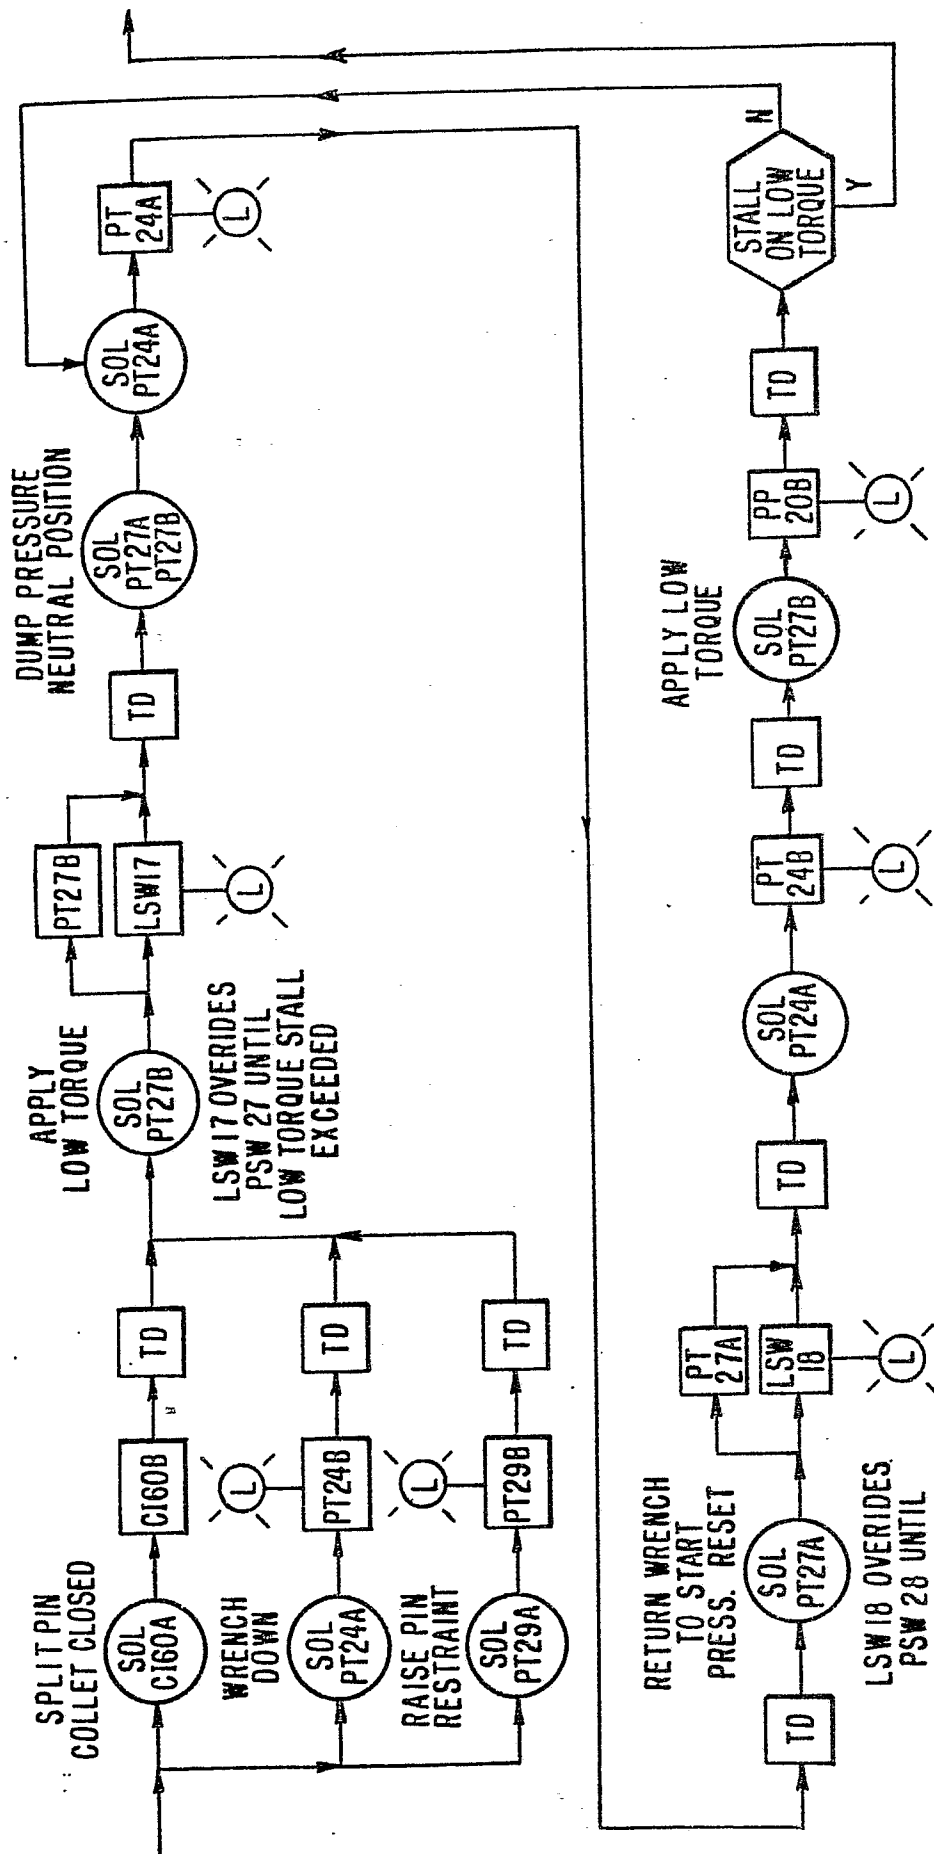 SPLIT PIN
COLLET CLOSED
SOL
CI60A
CI60B
TD
WRENCH
DOWN
SOL
PT24A
PT24B
L
TD
RAISE PIN
RESTRAINT
SOL
PT29A
PT29B
L
TD
APPLY
LOW TORQUE
SOL
PT27B
LSW17 OVERIDES
PSW 27 UNTIL
LOW TORQUE STALL
EXCEEDED
PT27B
LSW17
L
TD
DUMP PRESSURE
NEUTRAL POSITION
SOL
PT27A
PT27B
SOL
PT24A
PT
24A
L
TD
RETURN WRENCH
TO START
PRESS. RESET
SOL
PT27A
LSW18 OVERIDES
PSW 28 UNTIL
PT
27A
LSW
18
L
TD
SOL
PT24A
PT
24B
L
TD
APPLY LOW
TORQUE
SOL
PT27B
PP
20B
L
TD
STALL
ON LOW
TORQUE
N
Y